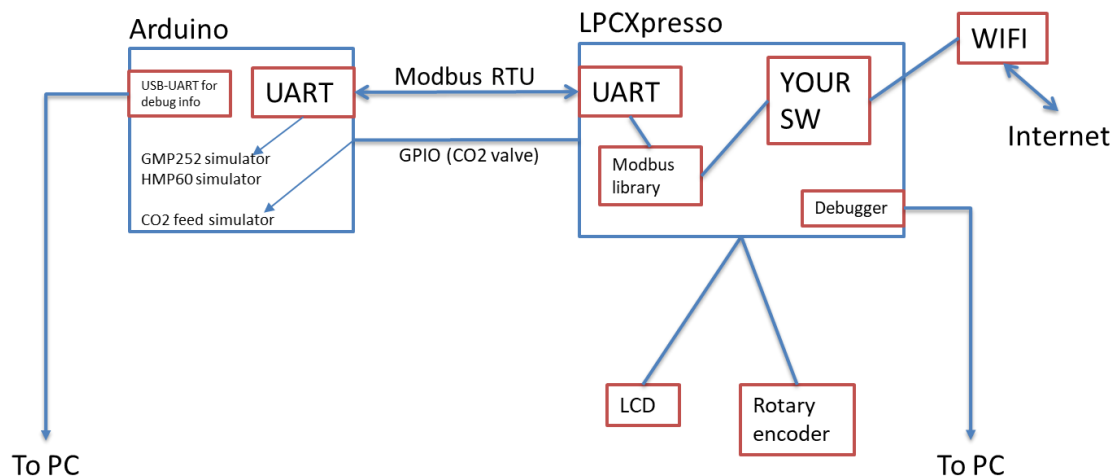 Arduino
USB-UART for
debug info
UART
GMP252 simulator
HMP60 simulator
CO2 feed simulator
Modbus RTU
GPIO (CO2 valve)
LPCXpresso
UART
Modbus
library
YOUR
SW
Debugger
WIFI
Internet
LCD
Rotary
encoder
To PC
To PC